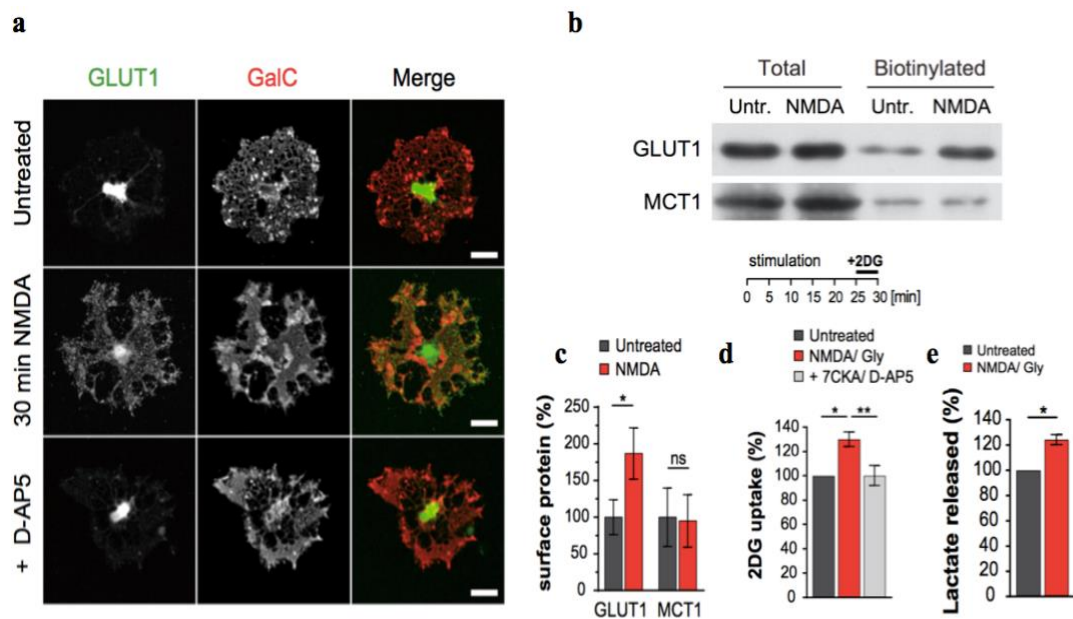 a
GLUT1 GalC Merge
Untreated
30 min NMDA
+ D-AP5
b
Total Biotinylated
Untr. NMDA Untr. NMDA
GLUT1
MCT1
stimulation +2DG
0 5 10 15 20 25 30 [min]
c
Untreated
NMDA
surface protein (%)
250
200
150
100
50
0
*
ns
GLUT1 MCT1
d
Untreated
NMDA/ Gly
+ 7CKA/ D-AP5
2DG uptake (%)
140
120
100
80
60
40
20
0
* **
e
Untreated
NMDA/ Gly
Lactate released (%)
140
120
100
80
60
40
20
0
*